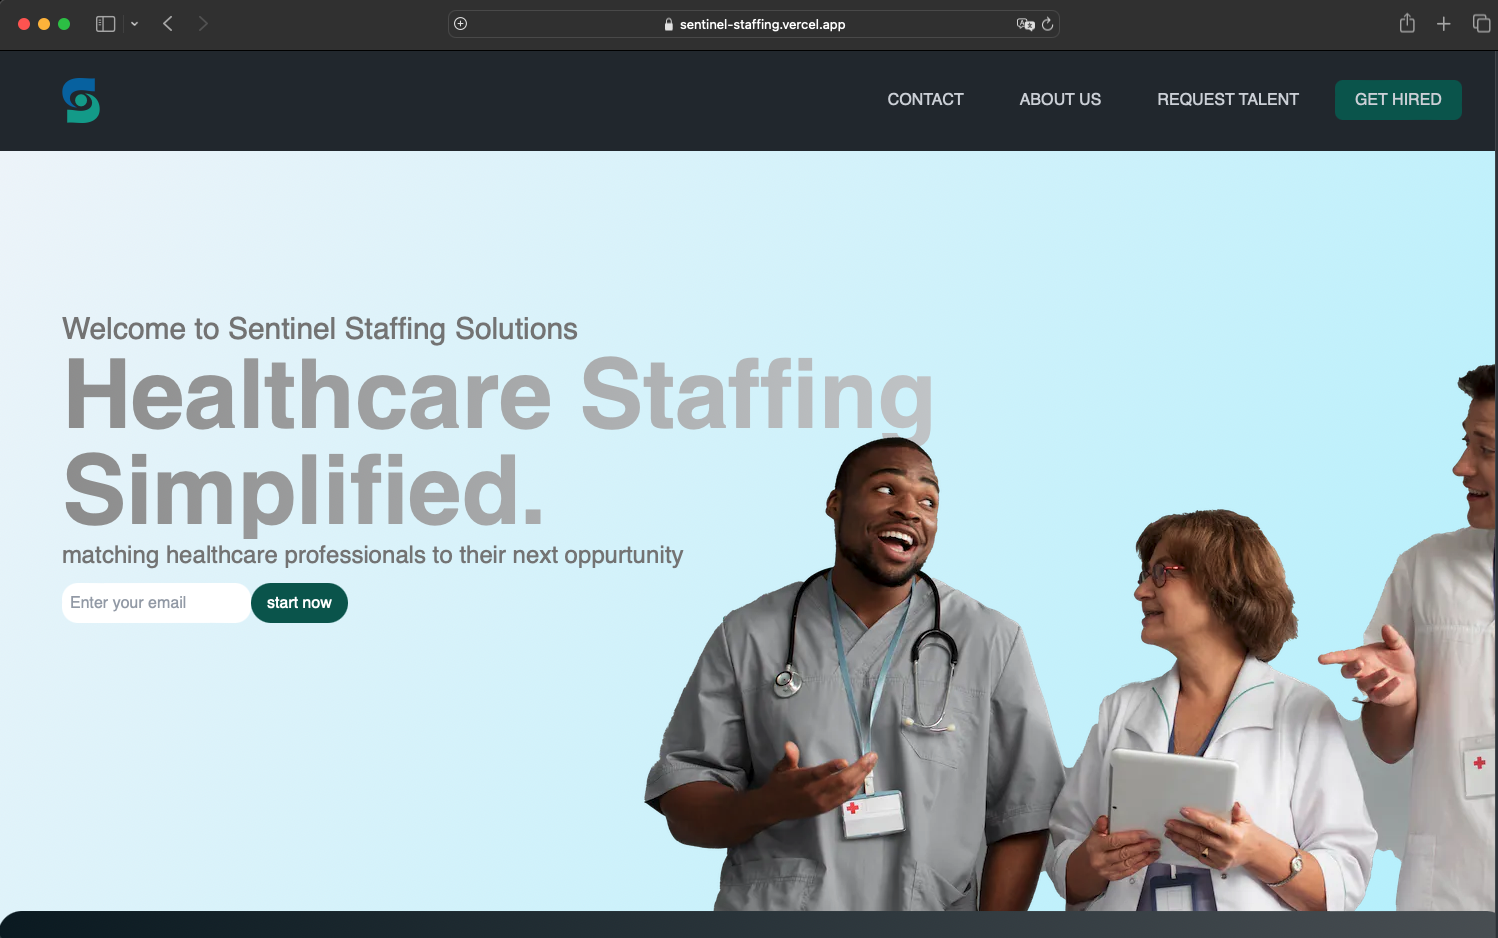 sentinel-staffing.vercel.app
CONTACT
ABOUT US
REQUEST TALENT
GET HIRED
Welcome to Sentinel Staffing Solutions
Healthcare Staffing
Simplified.
matching healthcare professionals to their next oppurtunity
Enter your email
start now